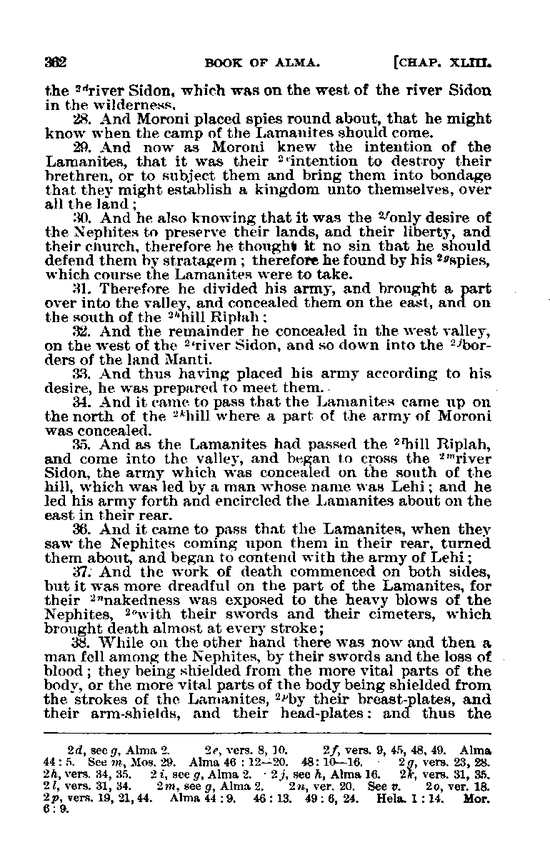 362 BOOK OF ALMA. [CHAP. XLIII.
the 2driver Sidon, which was on the west of the river Sidon
in the wilderness.
28. And Moroni placed spies round about, that he might
know when the camp of the Lamanites should come.
29. And now as Moroni knew the intention of the
Lamanites, that it was their 2eintention to destroy their
brethren, or to subject them and bring them into bondage
that they might establish a kingdom unto themselves, over
all the land;
30. And he also knowing that it was the 2fonly desire of
the Nephites to preserve their lands, and their liberty, and
their church, therefore he thought it no sin that he should
defend them by stratagem; therefore he found by his 2gspies,
which course the Lamanites were to take.
31. Therefore he divided his army, and brought a part
over into the valley, and concealed them on the east, and on
the south of the 2hhill Riplah:
32. And the remainder he concealed in the west valley,
on the west of the 2iriver Sidon, and so down into the 2jbor-
ders of the land Manti.
33. And thus having placed his army according to his
desire, he was prepared to meet them.
34. And it came to pass that the Lamanites came up on
the north of the 2khill where a part of the army of Moroni
was concealed.
35. And as the Lamanites had passed the 2lhill Riplah,
and come into the valley, and began to cross the 2mriver
Sidon, the army which was concealed on the south of the
hill, which was led by a man whose name was Lehi; and he
led his army forth and encircled the Lamanites about on the
east in their rear.
36. And it came to pass that the Lamanites, when they
saw the Nephites coming upon them in their rear, turned
them about, and began to contend with the army of Lehi;
37. And the work of death commenced on both sides,
but it was more dreadful on the part of the Lamanites, for
their 2nnakedness was exposed to the heavy blows of the
Nephites, 2owith their swords and their cimeters, which
brought death almost at every stroke;
38. While on the other hand there was now and then a
man fell among the Nephites, by their swords and the loss of
blood; they being shielded from the more vital parts of the
body, or the more vital parts of the body being shielded from
the strokes of the Lamanites, 2pby their breast-plates, and
their arm-shields, and their head-plates: and thus the
2d, see g, Alma 2. 2e, vers. 8, 10. 2f, vers. 9, 45, 48, 49. Alma
44:5. See m, Mos. 29. Alma 46:12—20. 48:10—16. 2g, vers. 23, 28.
2h, vers. 34, 35. 2i, see g, Alma 2. 2j, see h, Alma 16. 2k, vers. 31, 35.
2l, vers. 31, 34. 2m, see g, Alma 2. 2n, ver. 20. See v. 2o, ver. 18.
2p, vers. 19, 21, 44. Alma 44:9. 46:13. 49:6, 24. Hela. 1:14. Mor.
6:9.